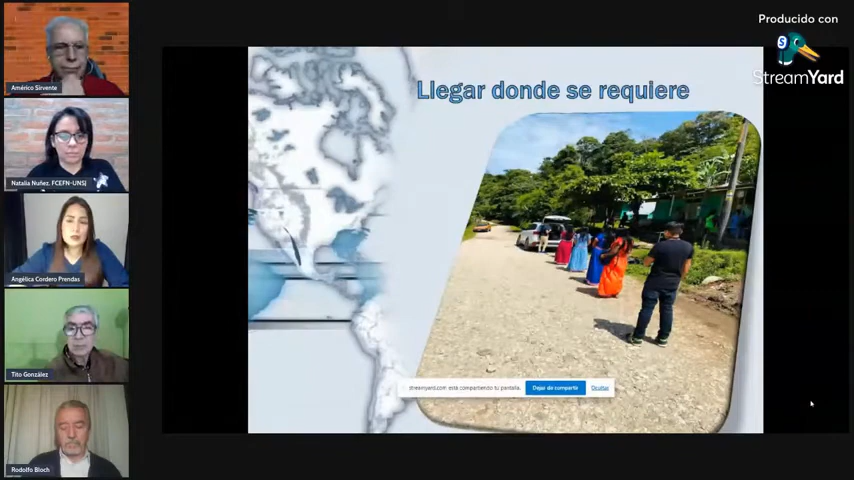 Américo Sirvente
Natalia Nuñez. FCEFN-UNSJ
Angélica Cordero Prendas
Tito González
Rodolfo Bloch
Llegar donde se requiere
streamyard.com está compartiendo tu pantalla.
Dejar de compartir
Ocultar
Producido con
S
StreamYard